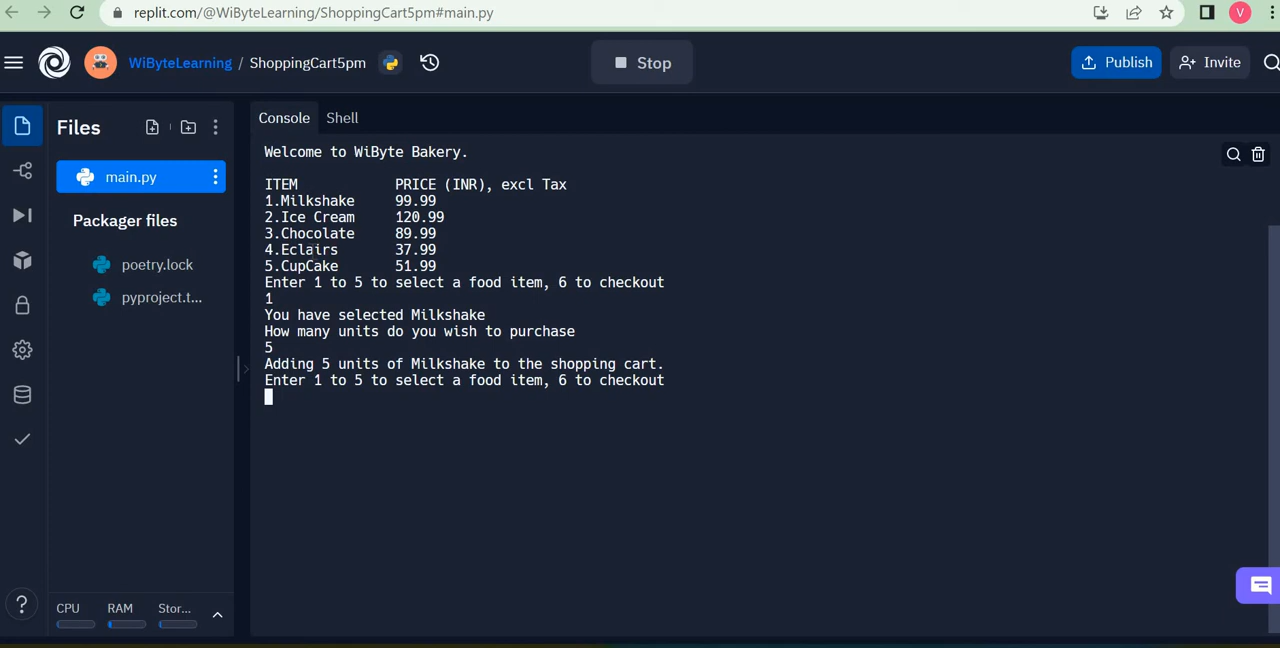 replit.com/@WiByteLearning/ShoppingCart5pm#main.py
V
WiByteLearning / ShoppingCart5pm
Stop
Publish
Invite
Files
main.py
Packager files
poetry.lock
pyproject.t...
CPU RAM Stor...
Console Shell
Welcome to WiByte Bakery.
ITEM PRICE (INR), excl Tax
1.Milkshake 99.99
2.Ice Cream 120.99
3.Chocolate 89.99
4.Eclairs 37.99
5.CupCake 51.99
Enter 1 to 5 to select a food item, 6 to checkout
1
You have selected Milkshake
How many units do you wish to purchase
5
Adding 5 units of Milkshake to the shopping cart.
Enter 1 to 5 to select a food item, 6 to checkout